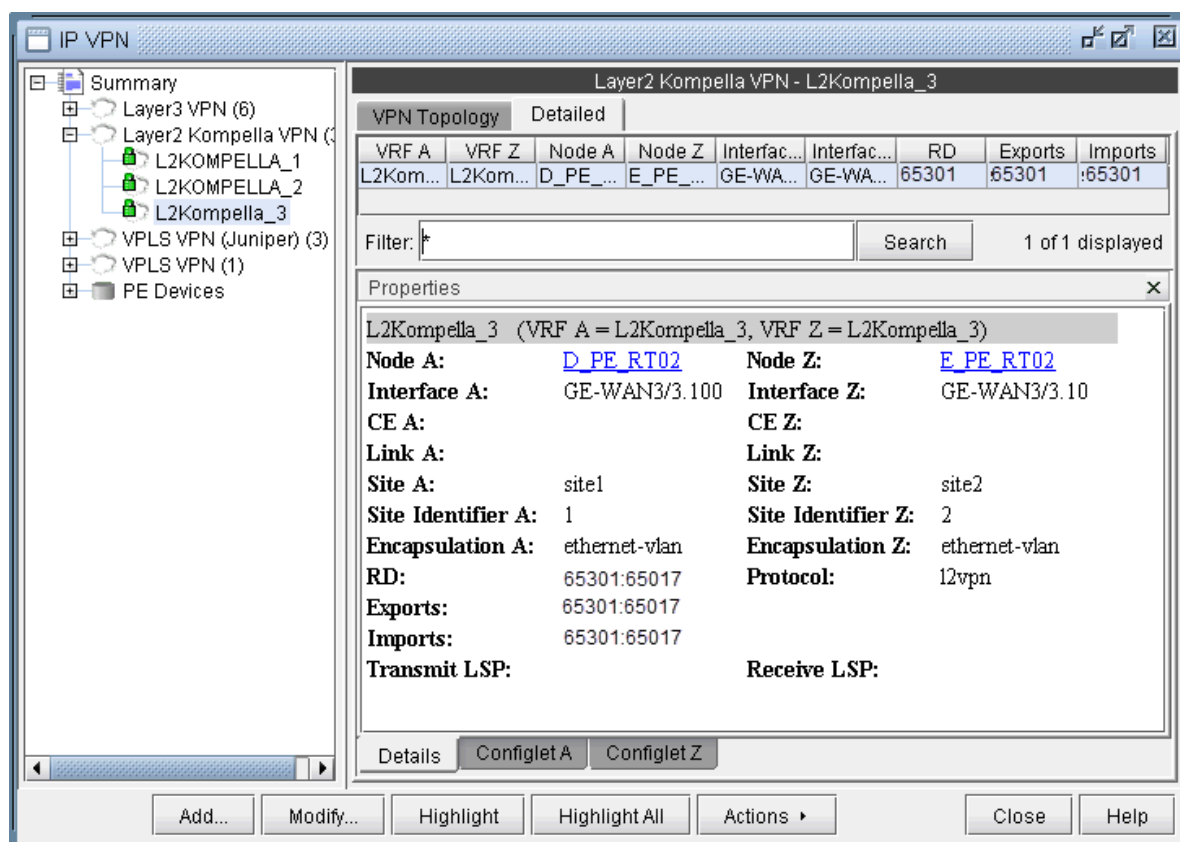 IP VPN
Summary
Layer3 VPN (6)
Layer2 Kompella VPN (3
L2KOMPELLA_1
L2KOMPELLA_2
L2Kompella_3
VPLS VPN (Juniper) (3)
VPLS VPN (1)
PE Devices
Layer2 Kompella VPN - L2Kompella_3
VPN Topology Detailed
VRF A VRF Z Node A Node Z Interfac... Interfac... RD Exports Imports
L2Kom... L2Kom... D_PE_... E_PE_... GE-WA... GE-WA... 65301 65301 :65301
Filter: * Search 1 of 1 displayed
Properties
L2Kompella_3 (VRF A = L2Kompella_3, VRF Z = L2Kompella_3)
Node A: D_PE_RT02 Node Z: E_PE_RT02
Interface A: GE-WAN3/3.100 Interface Z: GE-WAN3/3.10
CE A: CE Z:
Link A: Link Z:
Site A: site1 Site Z: site2
Site Identifier A: 1 Site Identifier Z: 2
Encapsulation A: ethernet-vlan Encapsulation Z: ethernet-vlan
RD: 65301:65017 Protocol: l2vpn
Exports: 65301:65017
Imports: 65301:65017
Transmit LSP: Receive LSP:
Details Configlet A Configlet Z
Add... Modify... Highlight Highlight All Actions Close Help